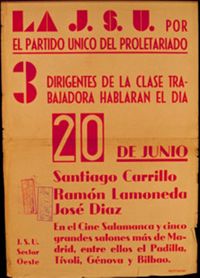 LA J.S.U. POR
EL PARTIDO UNICO DEL PROLETARIADO
3 DIRIGENTES DE LA CLASE TRA-
BAJADORA HABLARAN EL DIA
20 DE JUNIO
Santiago Carrillo
Ramón Lamoneda
José Diaz
En el Cine Salamanca y cinco
grandes salones más de Ma-
drid, entre ellos el Padilla,
Tívoli, Génova y Bilbao.
J.S.U.
Sector
Oeste